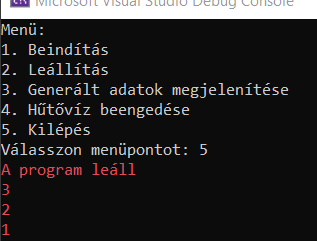 Microsoft Visual Studio Debug Console
Menü:
1. Beindítás
2. Leállítás
3. Generált adatok megjelenítése
4. Hűtővíz beengedése
5. Kilépés
Válasszon menüpontot: 5
A program leáll
3
2
1